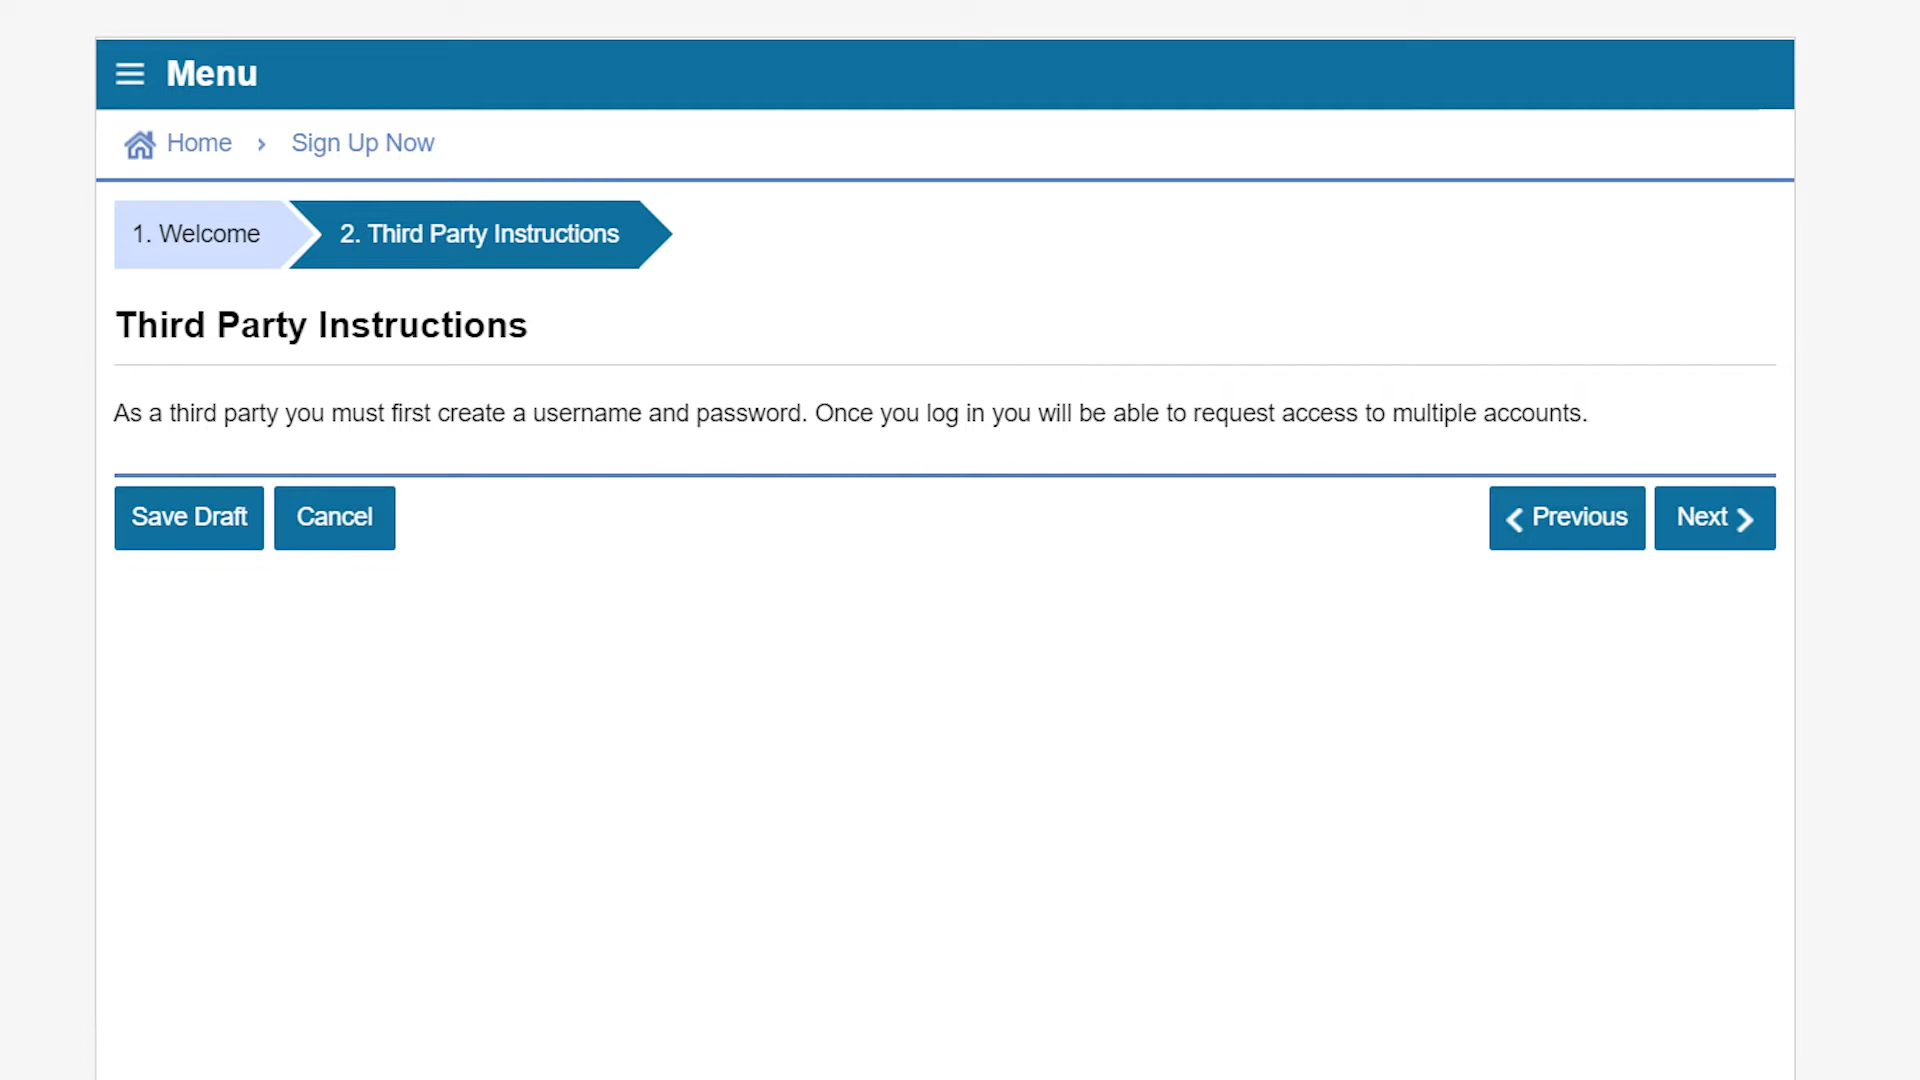 Menu
Home > Sign Up Now
1. Welcome
2. Third Party Instructions
Third Party Instructions
As a third party you must first create a username and password. Once you log in you will be able to request access to multiple accounts.
Save Draft
Cancel
Previous
Next